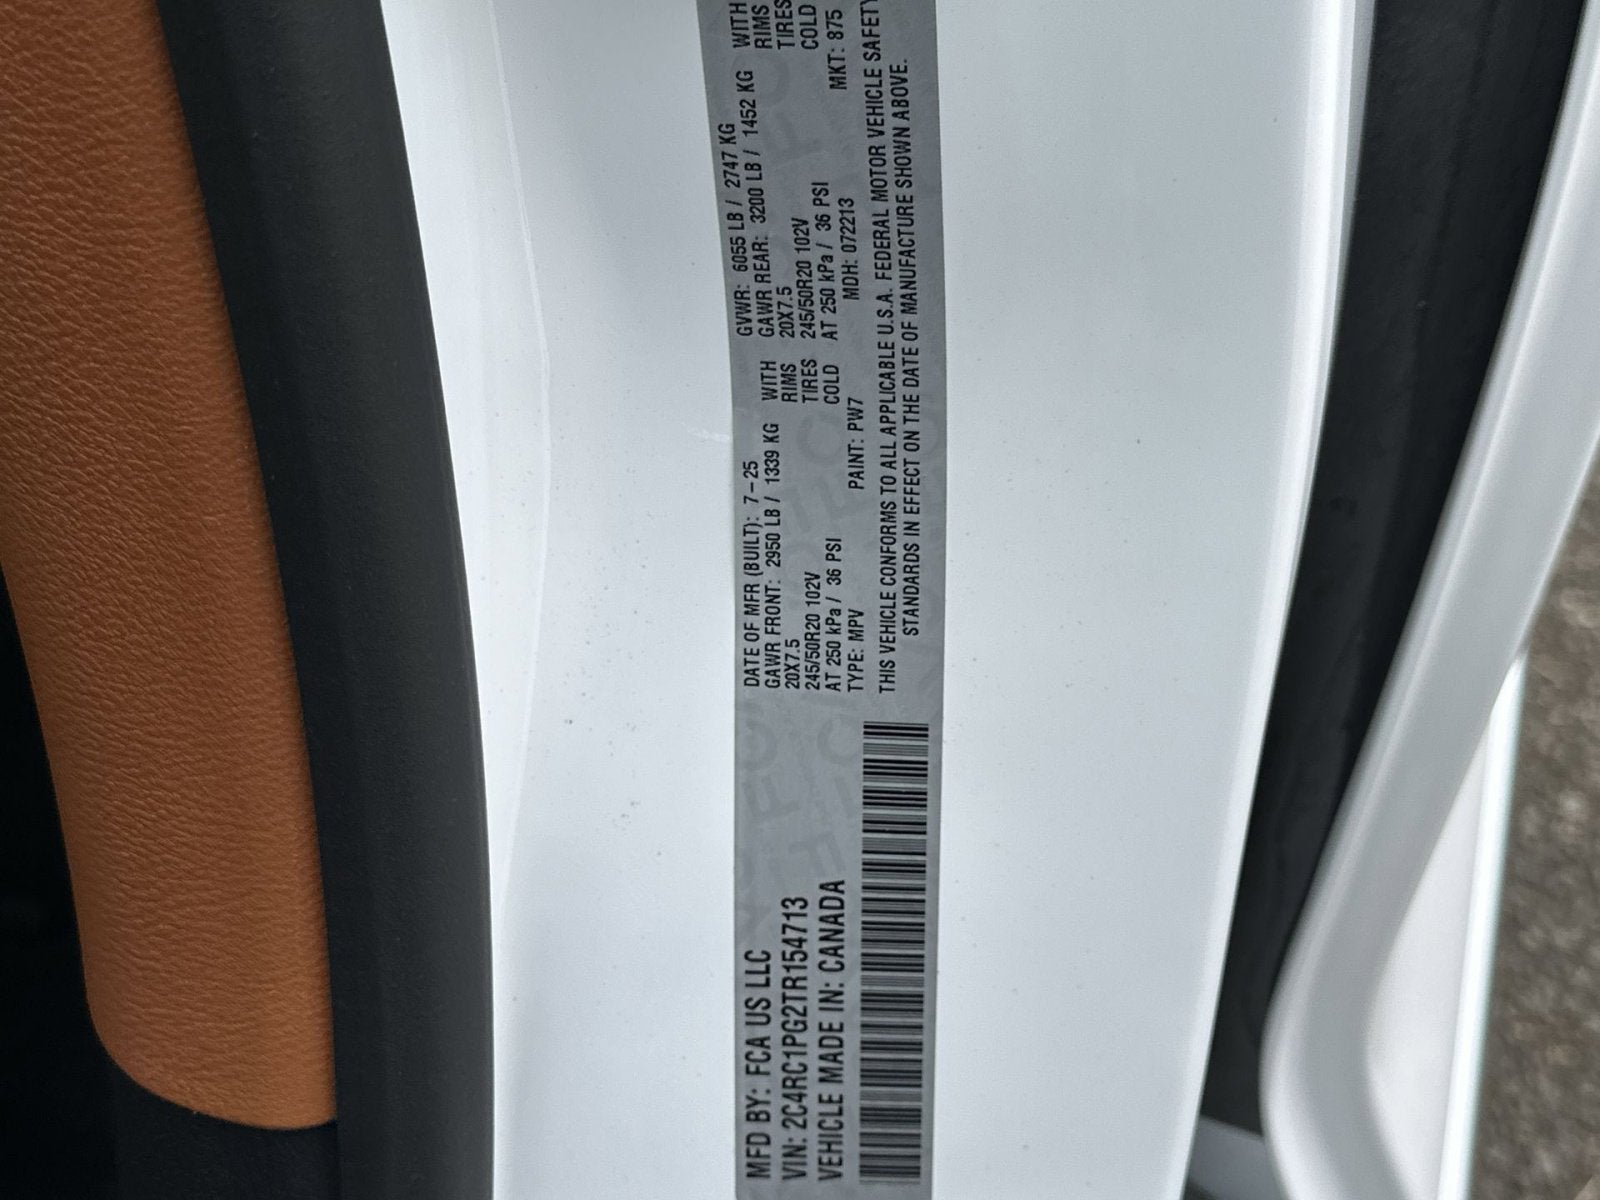 MFD BY: FCA US LLC
VIN: 2C4RC1PG2TR154713
VEHICLE MADE IN: CANADA
DATE OF MFR (BUILT): 7-25 GVWR: 6055 LB / 2747 KG
GAWR FRONT: 2950 LB / 1339 KG WITH GAWR REAR: 3200 LB / 1452 KG WITH
20X7.5 RIMS 20X7.5 RIMS
245/50R20 102V TIRES 245/50R20 102V TIRES
AT 250 kPa / 36 PSI COLD AT 250 kPa / 36 PSI COLD
TYPE: MPV PAINT: PW7 MDH: 072213 MKT: 875
THIS VEHICLE CONFORMS TO ALL APPLICABLE U.S.A. FEDERAL MOTOR VEHICLE SAFETY
STANDARDS IN EFFECT ON THE DATE OF MANUFACTURE SHOWN ABOVE.